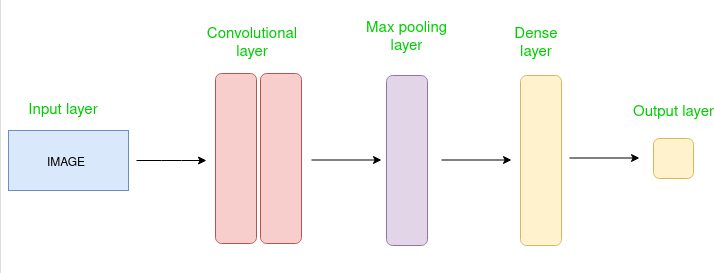 Input layer
IMAGE
Convolutional
layer
Max pooling
layer
Dense
layer
Output layer